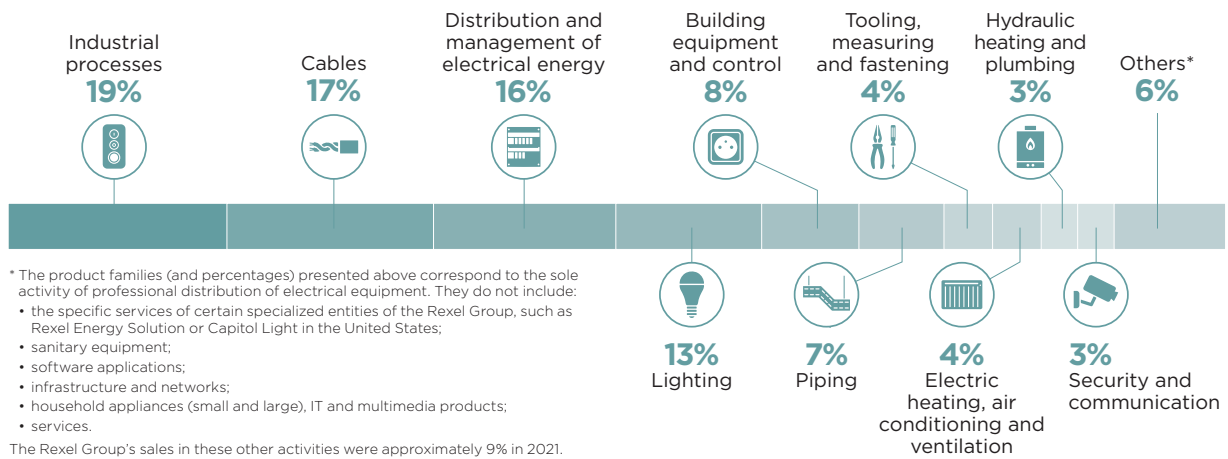 Industrial
processes
19%
Cables
17%
Distribution and
management of
electrical energy
16%
Building
equipment
and control
8%
Tooling,
measuring
and fastening
4%
Hydraulic
heating and
plumbing
3%
Others*
6%
13%
Lighting
7%
Piping
4%
Electric
heating, air
conditioning and
ventilation
3%
Security and
communication
* The product families (and percentages) presented above correspond to the sole
activity of professional distribution of electrical equipment. They do not include:
• the specific services of certain specialized entities of the Rexel Group, such as
Rexel Energy Solution or Capitol Light in the United States;
• sanitary equipment;
• software applications;
• infrastructure and networks;
• household appliances (small and large), IT and multimedia products;
• services.
The Rexel Group’s sales in these other activities were approximately 9% in 2021.